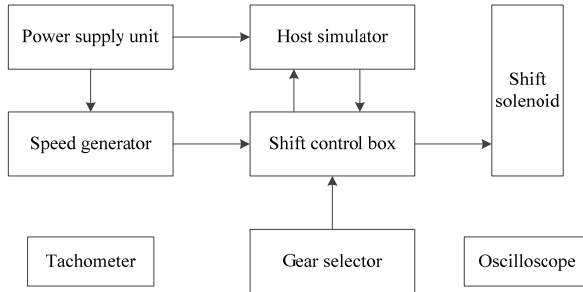 Power supply unit
Host simulator
Shift
solenoid
Speed generator
Shift control box
Tachometer
Gear selector
Oscilloscope